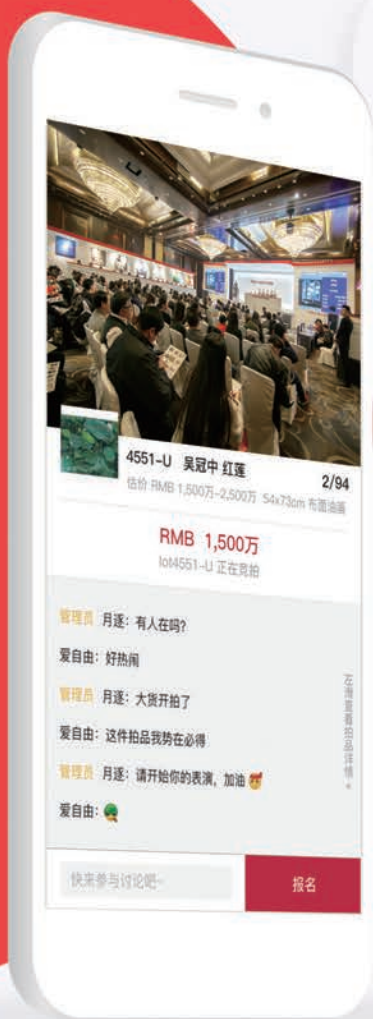 4551-U 吴冠中 红莲
2/94
估价 RMB 1,500万-2,500万 54x73cm 布面油画
RMB 1,500万
lot4551-U 正在竞拍
管理员 月逐：有人在吗?
爱自由：好热闹
管理员 月逐：大货开拍了
爱自由：这件拍品我势在必得
管理员 月逐：请开始你的表演，加油
爱自由：
左滑查看拍品详情
快来参与讨论吧~
报名